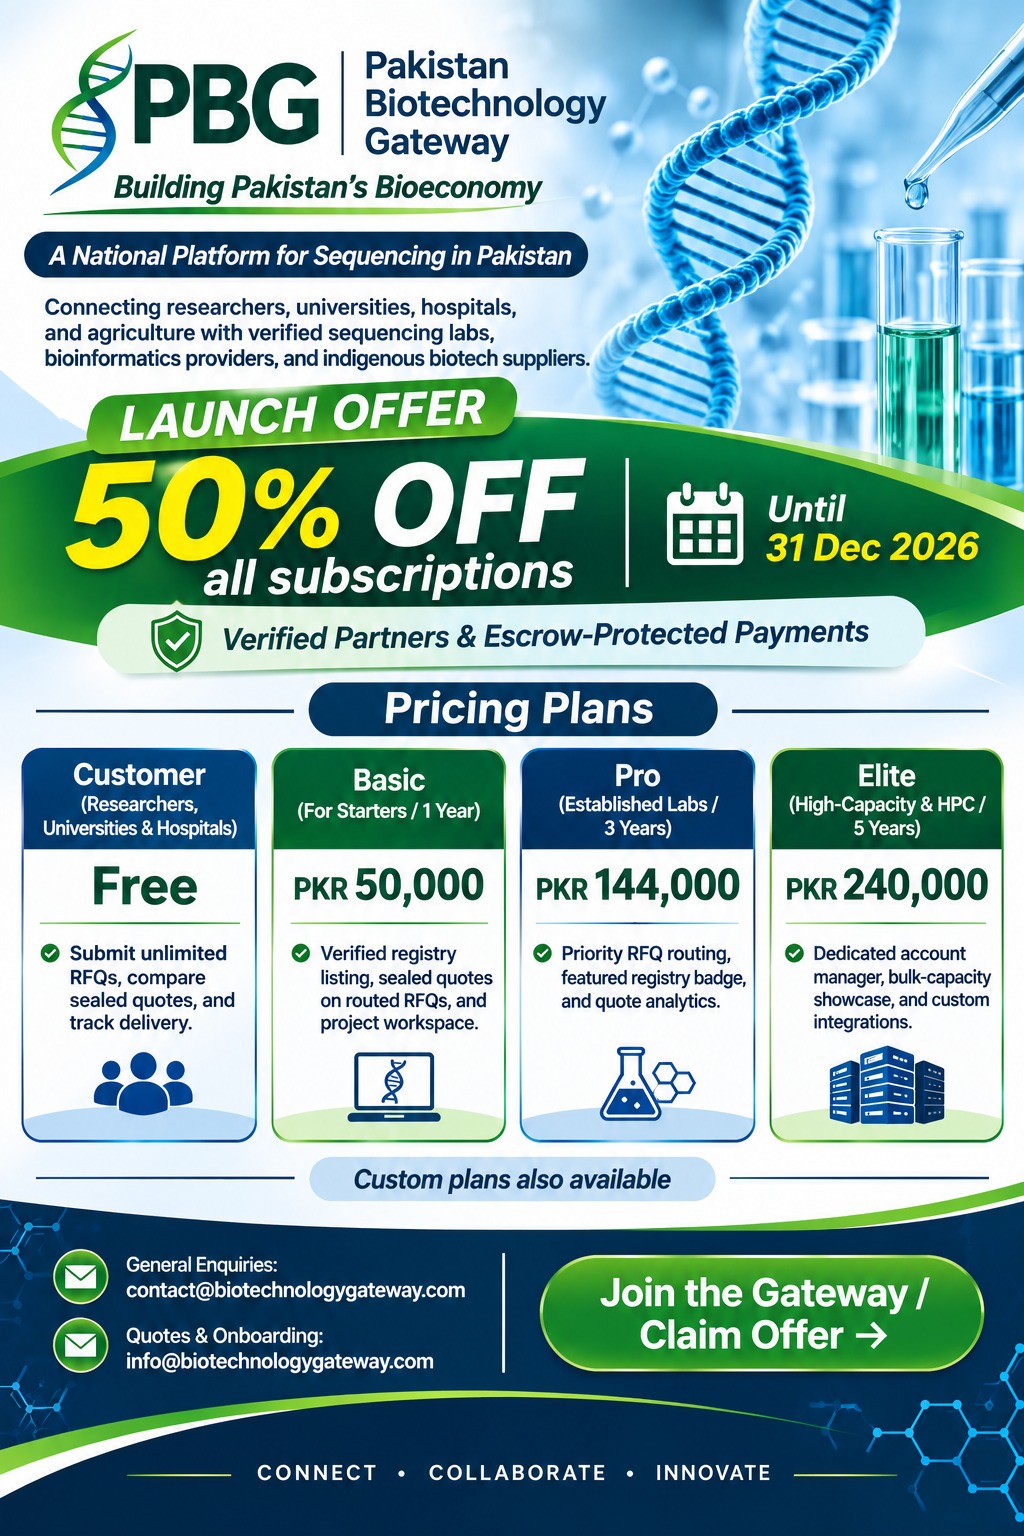 PBG
Pakistan
Biotechnology
Gateway
Building Pakistan's Bioeconomy
A National Platform for Sequencing in Pakistan
Connecting researchers, universities, hospitals,
and agriculture with verified sequencing labs,
bioinformatics providers, and indigenous biotech suppliers.
LAUNCH OFFER
50% OFF
all subscriptions
Until
31 Dec 2026
Verified Partners & Escrow-Protected Payments
Pricing Plans
Customer
(Researchers,
Universities & Hospitals)
Free
Submit unlimited
RFQs, compare
sealed quotes, and
track delivery.
Basic
(For Starters / 1 Year)
PKR 50,000
Verified registry
listing, sealed quotes
on routed RFQs, and
project workspace.
Pro
(Established Labs /
3 Years)
PKR 144,000
Priority RFQ routing,
featured registry badge,
and quote analytics.
Elite
(High-Capacity & HPC /
5 Years)
PKR 240,000
Dedicated account
manager, bulk-capacity
showcase, and custom
integrations.
Custom plans also available
General Enquiries:
contact@biotechnologygateway.com
Quotes & Onboarding:
info@biotechnologygateway.com
Join the Gateway /
Claim Offer →
CONNECT • COLLABORATE • INNOVATE